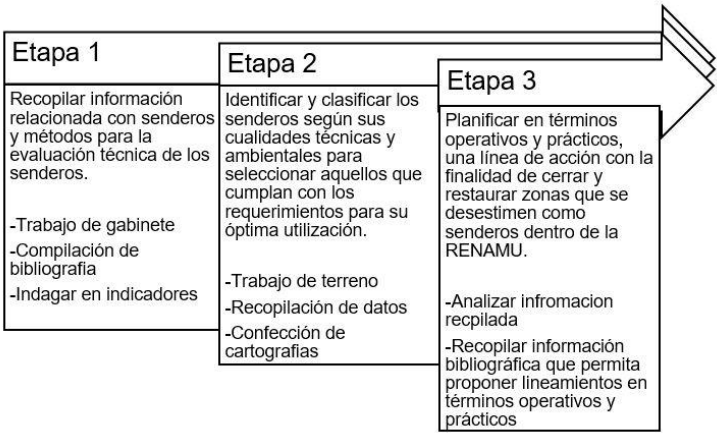 Etapa 1
Recopilar información
relacionada con senderos
y métodos para la
evaluación técnica de los
senderos.
-Trabajo de gabinete
-Compilación de
bibliografia
-Indagar en indicadores
Etapa 2
Identificar y clasificar los
senderos según sus
cualidades técnicas y
ambientales para
seleccionar aquellos que
cumplan con los
requerimientos para su
óptima utilización.
-Trabajo de terreno
-Recopilación de datos
-Confección de
cartografias
Etapa 3
Planificar en términos
operativos y prácticos,
una línea de acción con la
finalidad de cerrar y
restaurar zonas que se
desestimen como
senderos dentro de la
RENAMU.
-Analizar infromacion
recpilada
-Recopilar información
bibliográfica que permita
proponer lineamientos en
términos operativos y
prácticos